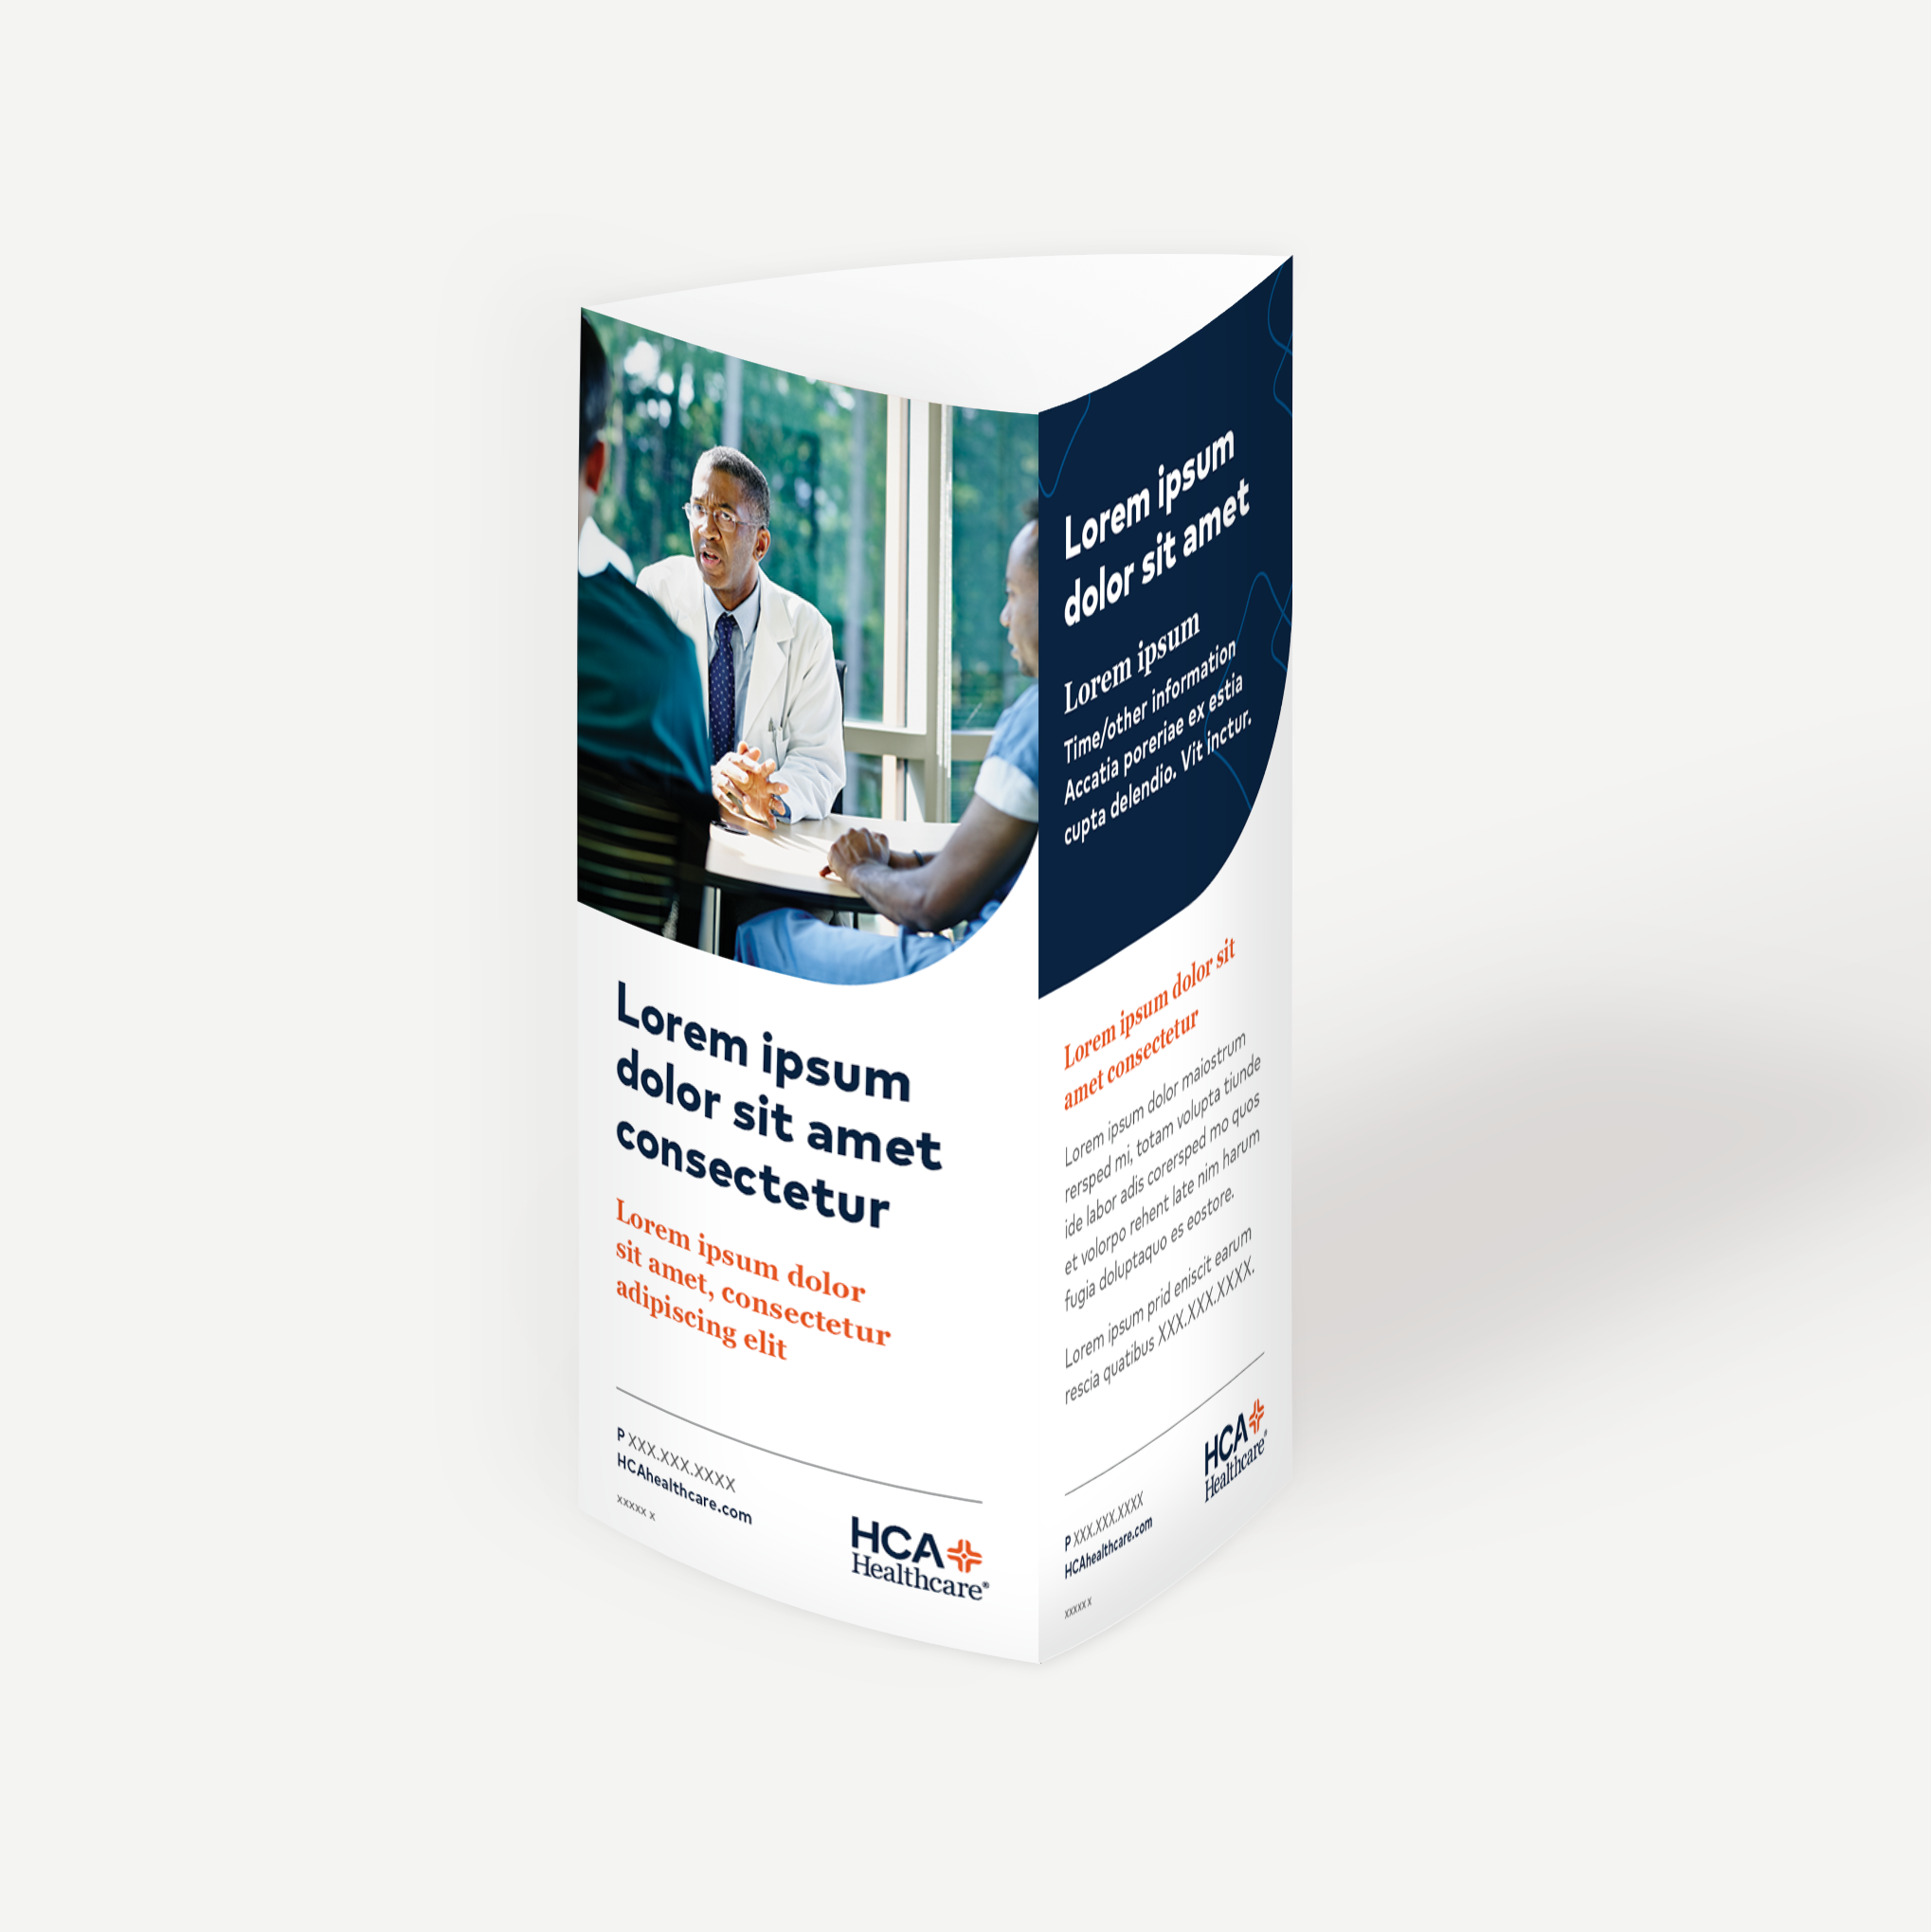 Lorem ipsum
dolor sit amet
consectetur
Lorem ipsum dolor
sit amet, consectetur
adipiscing elit
P XXX.XXX.XXXX
HCAhealthcare.com
xxxxx x
HCA
Healthcare®
Lorem ipsum
dolor sit amet
Lorem ipsum
Time/other information
Accatia poreriae ex estia
cupta delendio. Vit inctur.
Lorem ipsum dolor sit
amet consectetur
Lorem ipsum dolor maiostrum
rersped mi, totam volupta tiunde
ide labor adis corersped mo quos
et volorpo rehent late nim harum
fugia doluptaquo es eostore.
Lorem ipsum prid eniscit earum
rescia quatibus XXX.XXX.XXXX.
P XXX.XXX.XXXX
HCAhealthcare.com
xxxxx x
HCA
Healthcare®